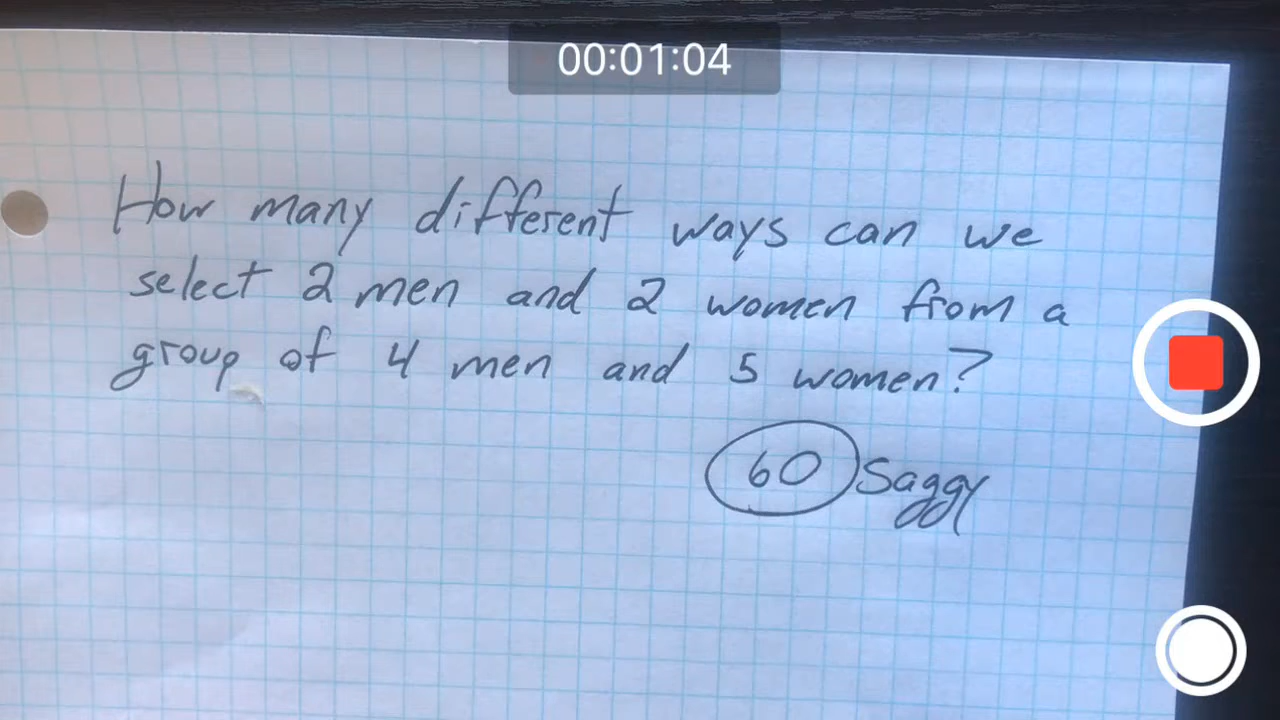 00:01:04
How many different ways can we
select 2 men and 2 women from a
group of 4 men and 5 women?
60 Saggy